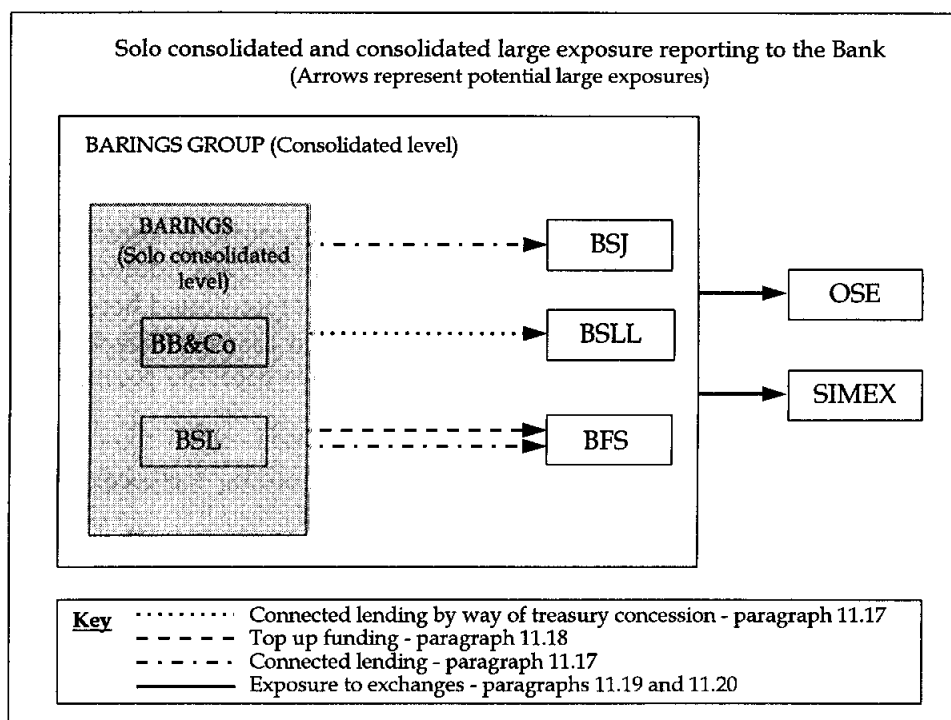 Solo consolidated and consolidated large exposure reporting to the Bank
(Arrows represent potential large exposures)
BARINGS GROUP (Consolidated level)
BARINGS
(Solo consolidated
level)
BB&Co
BSL
BSJ
BSLL
BFS
OSE
SIMEX
Key
Connected lending by way of treasury concession - paragraph 11.17
Top up funding - paragraph 11.18
Connected lending - paragraph 11.17
Exposure to exchanges - paragraphs 11.19 and 11.20